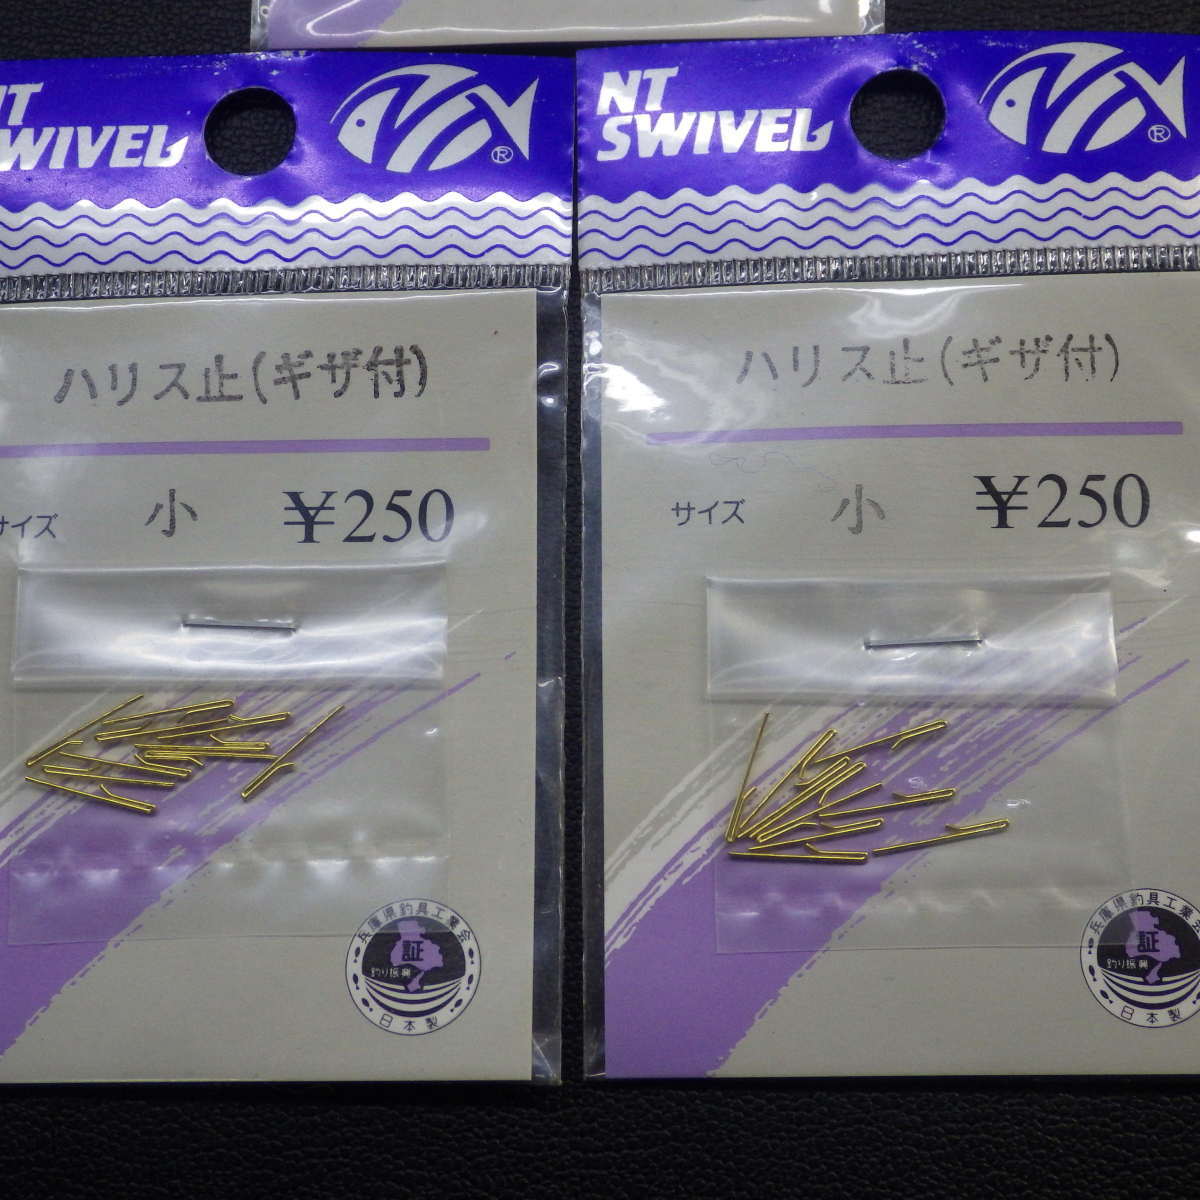 NT
SWIVEL
®
ハリス止(ギザ付)
サイズ 小 ¥250
兵庫県釣具工業会
証
釣り振興
日本製
NT
SWIVEL
®
ハリス止(ギザ付)
サイズ 小 ¥250
兵庫県釣具工業会
証
釣り振興
日本製